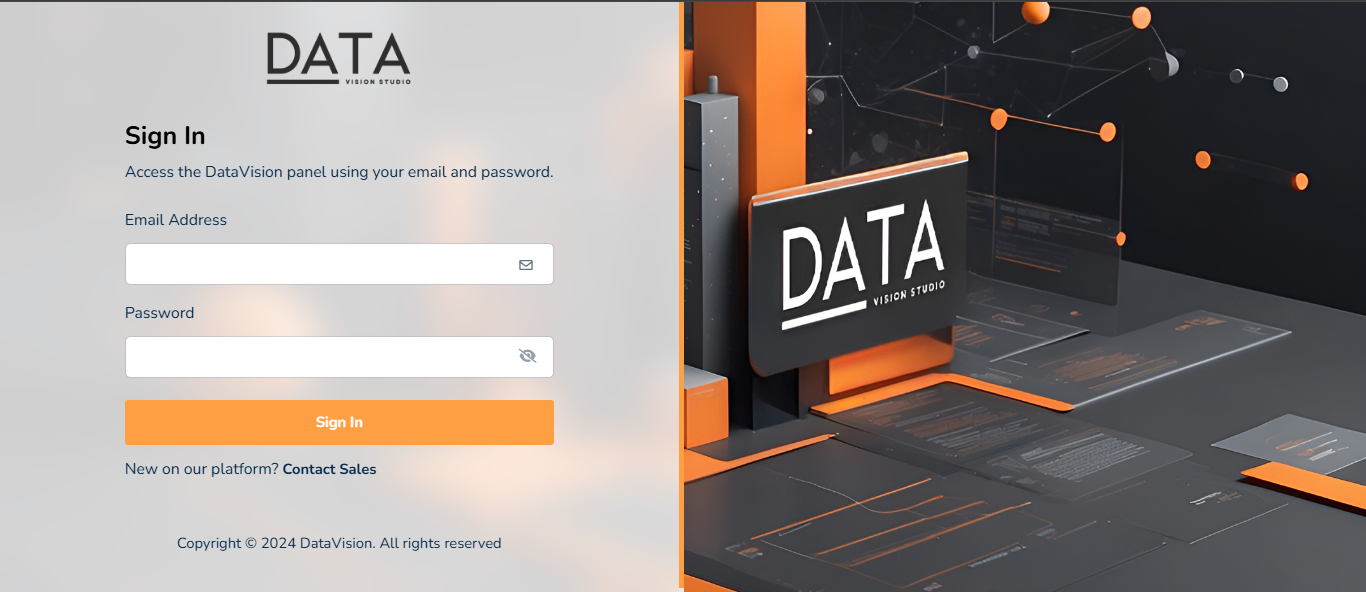 DATA
VISION STUDIO
Sign In
Access the DataVision panel using your email and password.
Email Address
Password
Sign In
New on our platform? Contact Sales
Copyright © 2024 DataVision. All rights reserved
DATA
VISION STUDIO